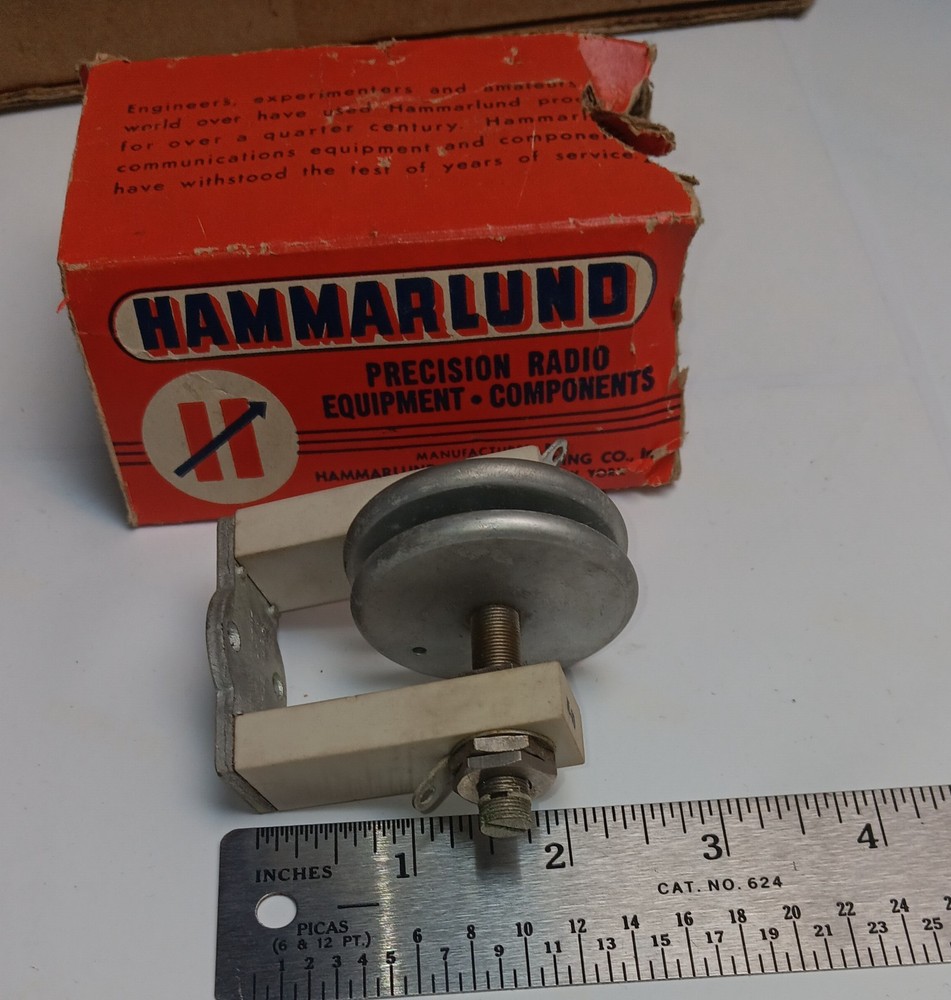 Engineers, experimenters and amateurs
world over have used Hammarlund
for over a quarter century.
communications equipment and
have withstood the test of years of service.
HAMMARLUND
PRECISION RADIO
EQUIPMENT • COMPONENTS
H
HAMMARLUND
CO.,
INCHES
1 2 3 4
CAT. NO. 624
PICAS
(6 & 12 PT.)
6 8 10 12 14 16 18 20 22 24
1 2 3 4 5 7 9 11 13 15 17 19 21 23 25